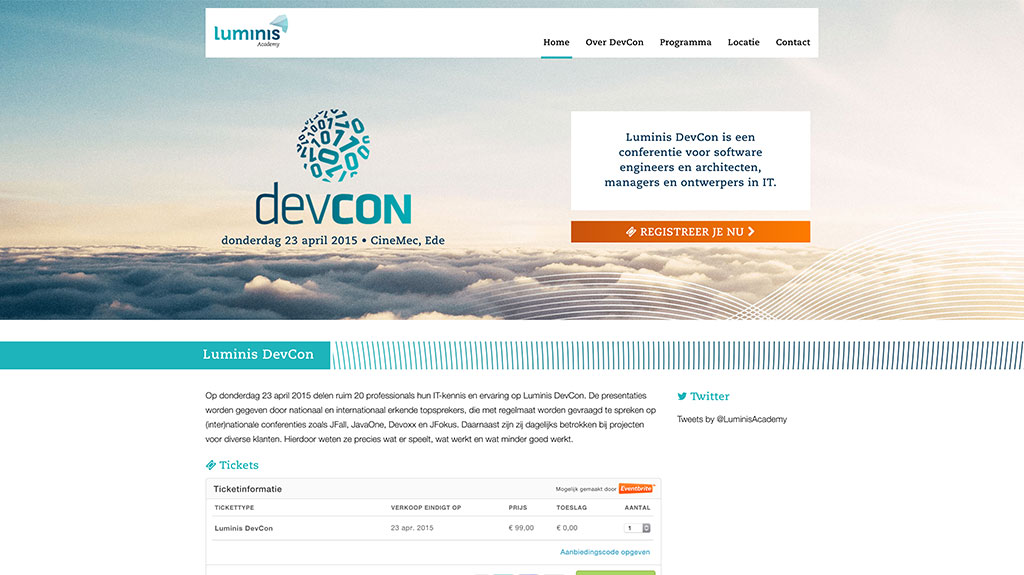 luminis
Academy
Home Over DevCon Programma Locatie Contact
devcon
donderdag 23 april 2015 • CineMec, Ede
Luminis DevCon is een
conferentie voor software
engineers en architecten,
managers en ontwerpers in IT.
REGISTREER JE NU
Luminis DevCon
Op donderdag 23 april 2015 delen ruim 20 professionals hun IT-kennis en ervaring op Luminis DevCon. De presentaties
worden gegeven door nationaal en internationaal erkende topsprekers, die met regelmaat worden gevraagd te spreken op
(inter)nationale conferenties zoals JFall, JavaOne, Devoxx en JFokus. Daarnaast zijn zij dagelijks betrokken bij projecten
voor diverse klanten. Hierdoor weten ze precies wat er speelt, wat werkt en wat minder goed werkt.
Twitter
Tweets by @LuminisAcademy
Tickets
Ticketinformatie Mogelijk gemaakt door Eventbrite
TICKETTYPE VERKOOP EINDIGT OP PRIJS TOESLAG AANTAL
Luminis DevCon 23 apr. 2015 € 99,00 € 0,00 1
Aanbiedingscode opgeven